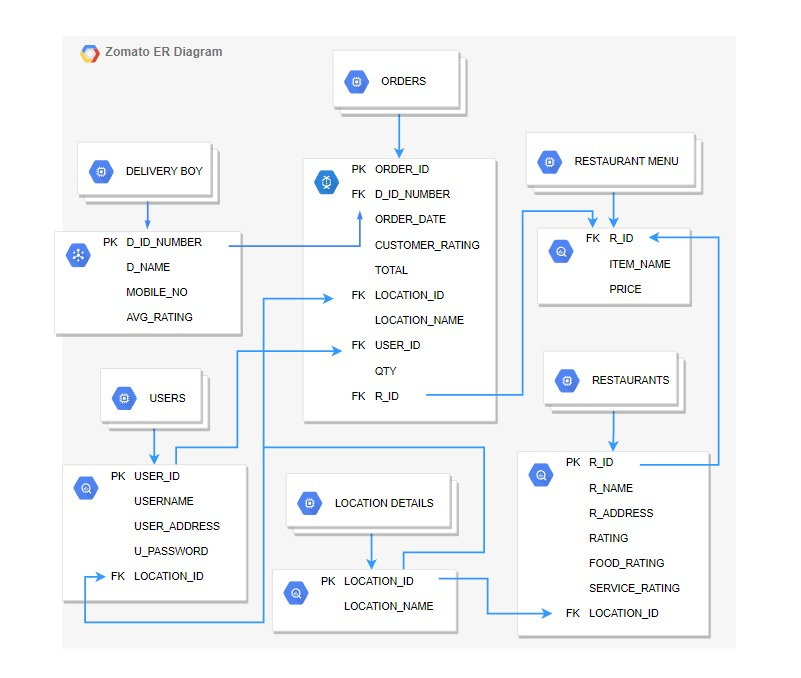 Zomato ER Diagram
ORDERS
DELIVERY BOY
RESTAURANT MENU
PK ORDER_ID
FK D_ID_NUMBER
ORDER_DATE
CUSTOMER_RATING
TOTAL
FK LOCATION_ID
LOCATION_NAME
FK USER_ID
QTY
FK R_ID
PK D_ID_NUMBER
D_NAME
MOBILE_NO
AVG_RATING
FK R_ID
ITEM_NAME
PRICE
USERS
RESTAURANTS
PK USER_ID
USERNAME
USER_ADDRESS
U_PASSWORD
FK LOCATION_ID
LOCATION DETAILS
PK LOCATION_ID
LOCATION_NAME
PK R_ID
R_NAME
R_ADDRESS
RATING
FOOD_RATING
SERVICE_RATING
FK LOCATION_ID